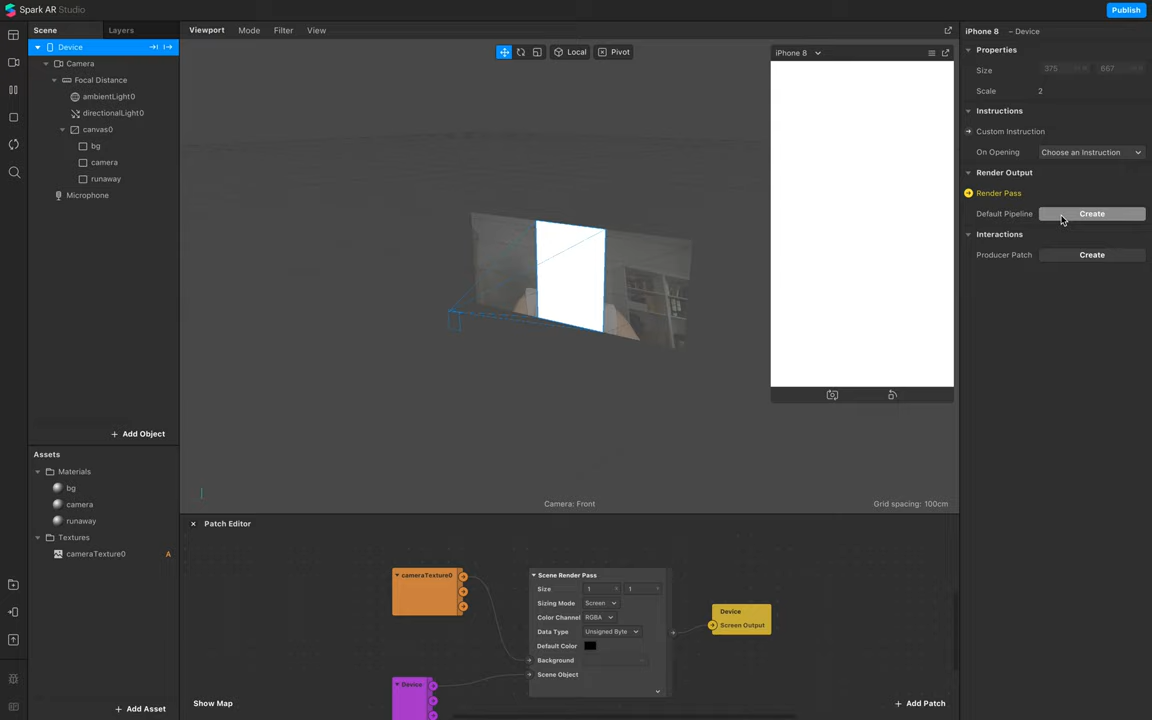 Spark AR Studio
Publish
Scene
Layers
Device
Camera
Focal Distance
ambientLight0
directionalLight0
canvas0
bg
camera
runaway
Microphone
+ Add Object
Assets
Materials
bg
camera
runaway
Textures
cameraTexture0 A
+ Add Asset
Viewport Mode Filter View
Local Pivot
iPhone 8
Camera: Front
Grid spacing: 100cm
Patch Editor
cameraTexture0
Device
Scene Render Pass
Size 1 1
Sizing Mode Screen
Color Channel RGBA
Data Type Unsigned Byte
Default Color
Background
Scene Object
Device
Screen Output
Show Map
+ Add Patch
iPhone 8 – Device
Properties
Size 375 667
Scale 2
Instructions
Custom Instruction
On Opening Choose an Instruction
Render Output
Render Pass
Default Pipeline Create
Interactions
Producer Patch Create